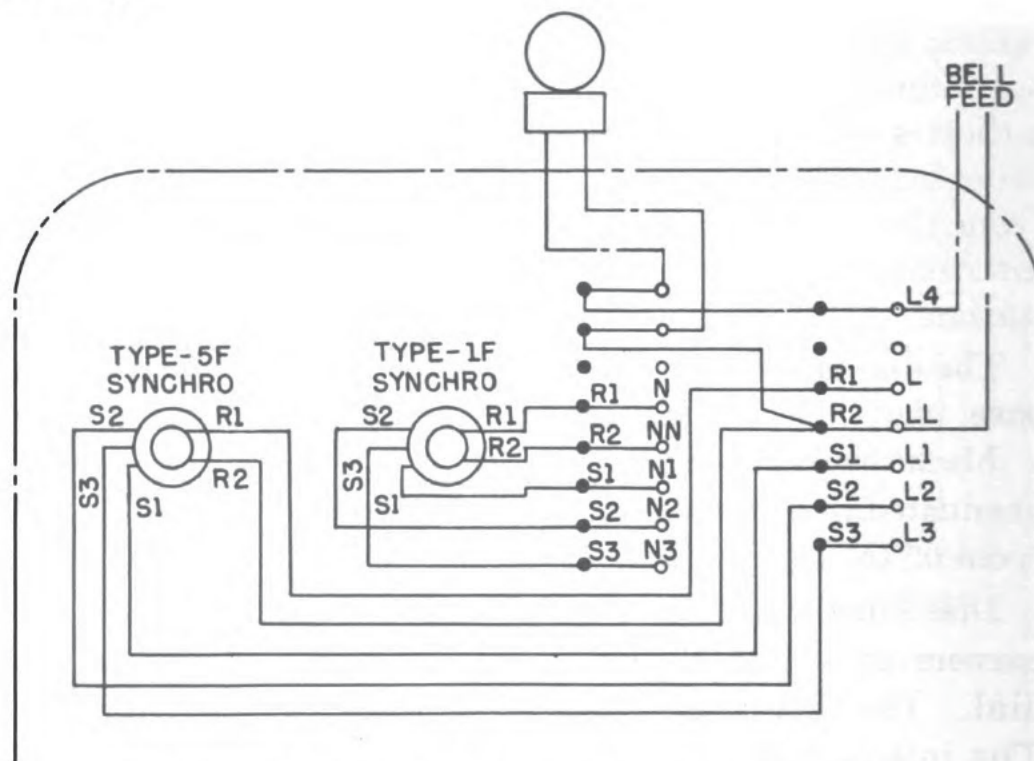 BELL
FEED
TYPE-5F
SYNCHRO
TYPE-1F
SYNCHRO
S2
R1
R2
S3
S1
S2
R1
R2
S3
S1
R1 N
R2 NN
S1 N1
S2 N2
S3 N3
L4
R1 L
R2 LL
S1 L1
S2 L2
S3 L3